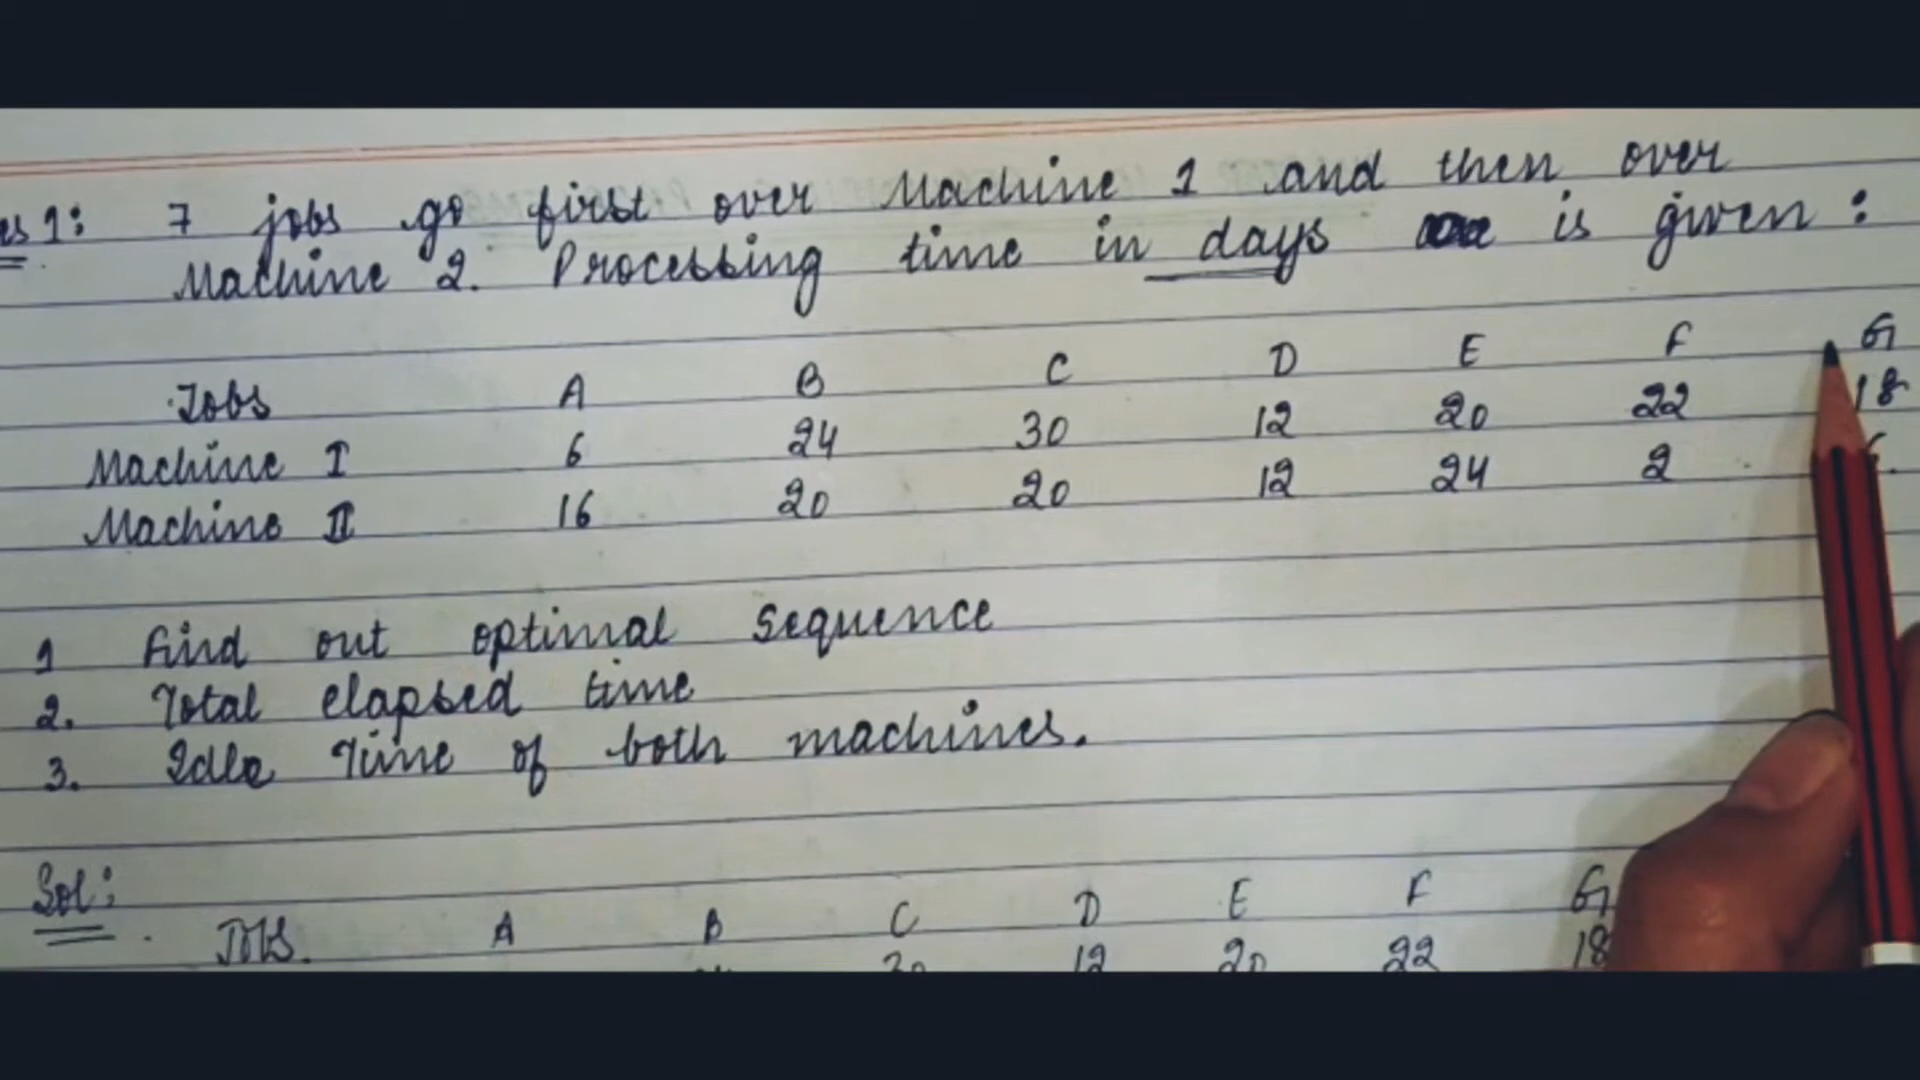 1: 7 jobs go first over Machine 1 and then over
Machine 2. Processing time in days is given :
Jobs A B C D E F G
Machine I 6 24 30 12 20 22 18
Machine II 16 20 20 12 24 2
1 Find out optimal sequence
2. Total elapsed time
3. Idle Time of both machines.
Sol:
Jobs. A B C D E F G
12 20 22 18